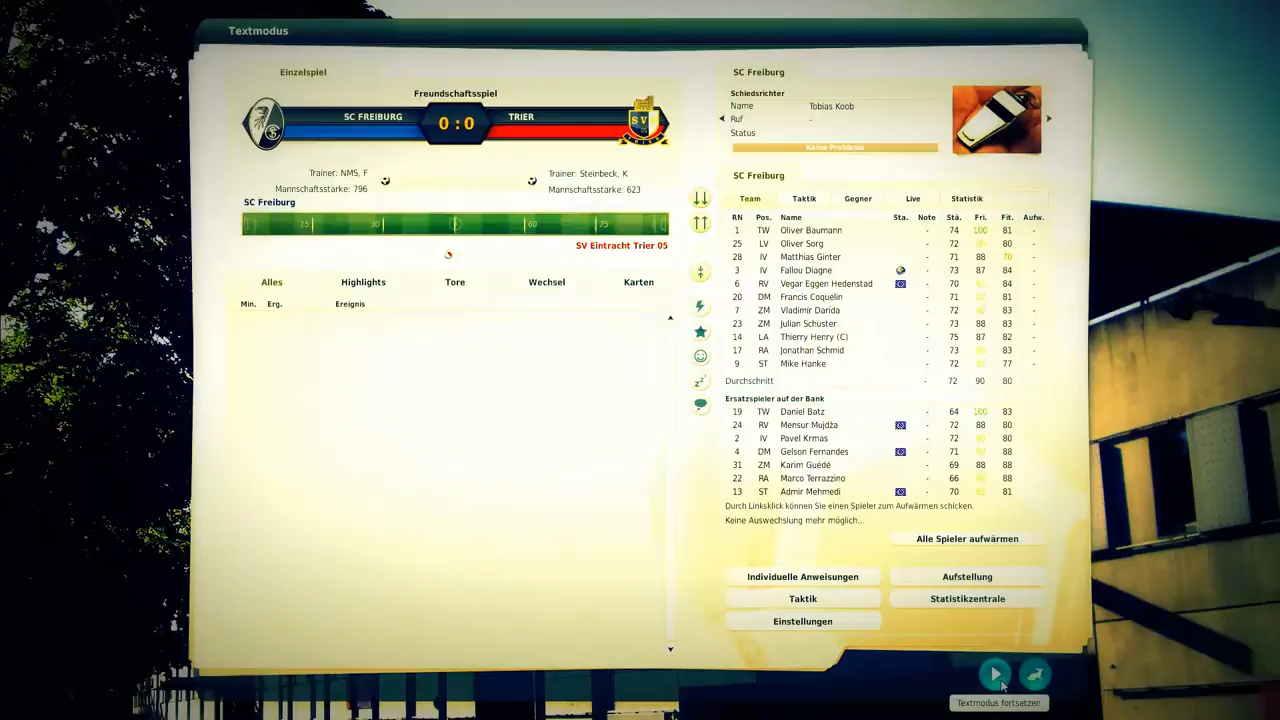 Textmodus
Einzelspiel
Freundschaftsspiel
SC FREIBURG
0 : 0
TRIER
Trainer: NMS, F
Mannschaftsstärke: 796
Trainer: Steinbeck, K
Mannschaftsstärke: 623
SC Freiburg
15 30 60 75
SV Eintracht Trier 05
Alles Highlights Tore Wechsel Karten
Min. Erg. Ereignis
SC Freiburg
Schiedsrichter
Name Tobias Koob
Ruf -
Status
Keine Probleme
SC Freiburg
Team Taktik Gegner Live Statistik
RN Pos. Name Sta. Note Stä. Fri. Fit. Aufw.
1 TW Oliver Baumann - 74 100 81 -
25 LV Oliver Sorg - 72 80 -
28 IV Matthias Ginter - 71 88 70 -
3 IV Fallou Diagne - 73 87 84 -
6 RV Vegar Eggen Hedenstad - 70 84 -
20 DM Francis Coquelin - 71 81 -
7 ZM Vladimír Darida - 72 83 -
23 ZM Julian Schuster - 73 88 83 -
14 LA Thierry Henry (C) - 75 87 82 -
17 RA Jonathan Schmid - 73 83 -
9 ST Mike Hanke - 72 77 -
Durchschnitt - 72 90 80
Ersatzspieler auf der Bank
19 TW Daniel Batz - 64 100 83
24 RV Mensur Mujdža - 72 88 80
2 IV Pavel Krmas - 72 80
4 DM Gelson Fernandes - 71 88
31 ZM Karim Guédé - 69 88 88
22 RA Marco Terrazzino - 66 88
13 ST Admir Mehmedi - 70 81
Durch Linksklick können Sie einen Spieler zum Aufwärmen schicken.
Keine Auswechslung mehr möglich...
Alle Spieler aufwärmen
Individuelle Anweisungen Aufstellung
Taktik Statistikzentrale
Einstellungen
Textmodus fortsetzen